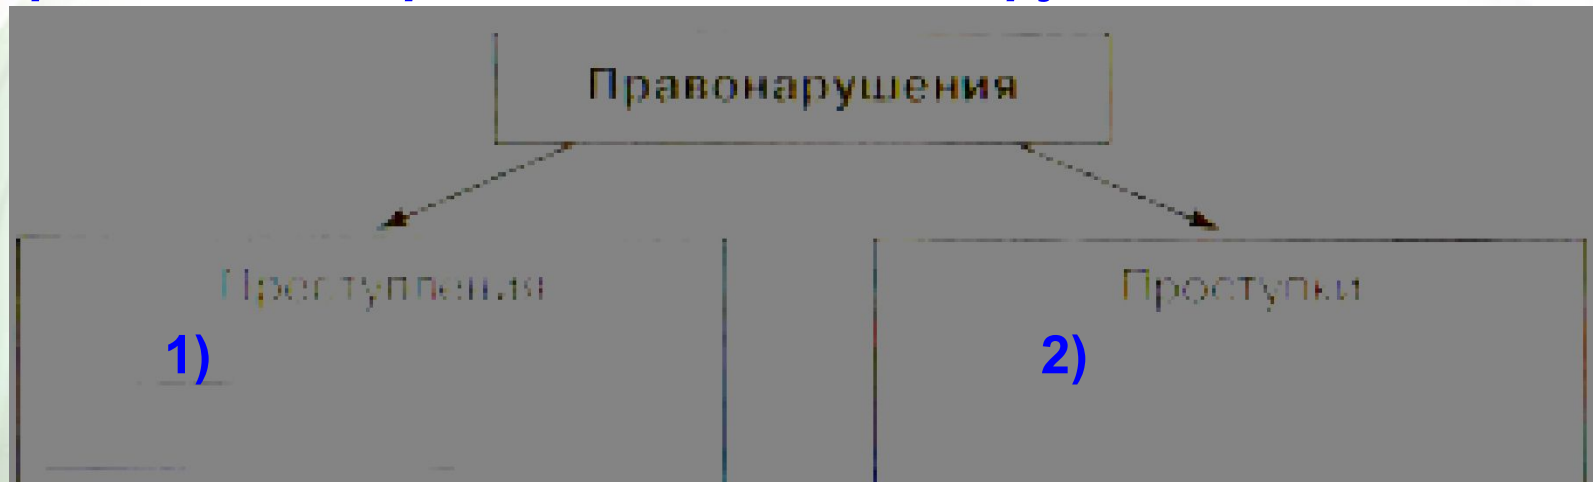 Правонарушения
Преступления
Проступки
1)
2)